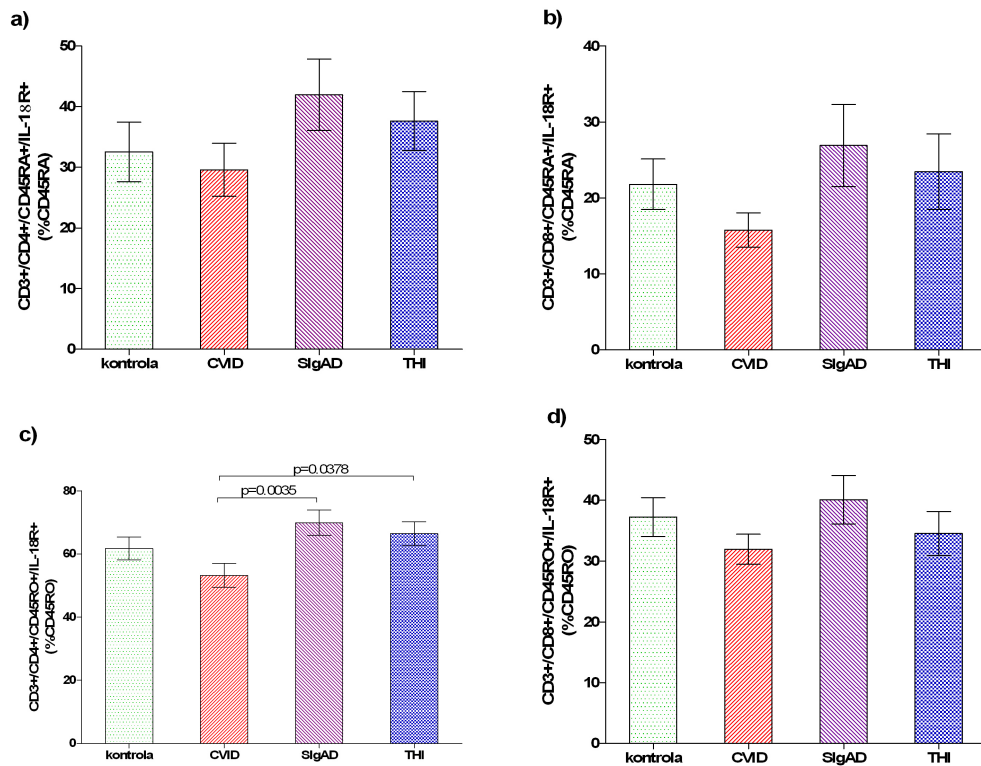 a)
CD3+/CD4+/CD45RA+/IL-18R+
(%CD45RA)
50
40
30
20
10
0
kontrola CVID SIgAD THI
b)
CD3+/CD8+/CD45RA+/IL-18R+
(%CD45RA)
40
30
20
10
0
kontrola CVID SIgAD THI
c)
CD3+/CD4+/CD45RO+/IL-18R+
(%CD45RO)
p=0.0378
p=0.0035
80
60
40
20
0
kontrola CVID SIgAD THI
d)
CD3+/CD8+/CD45RO+/IL-18R+
(%CD45RO)
50
40
30
20
10
0
kontrola CVID SIgAD THI